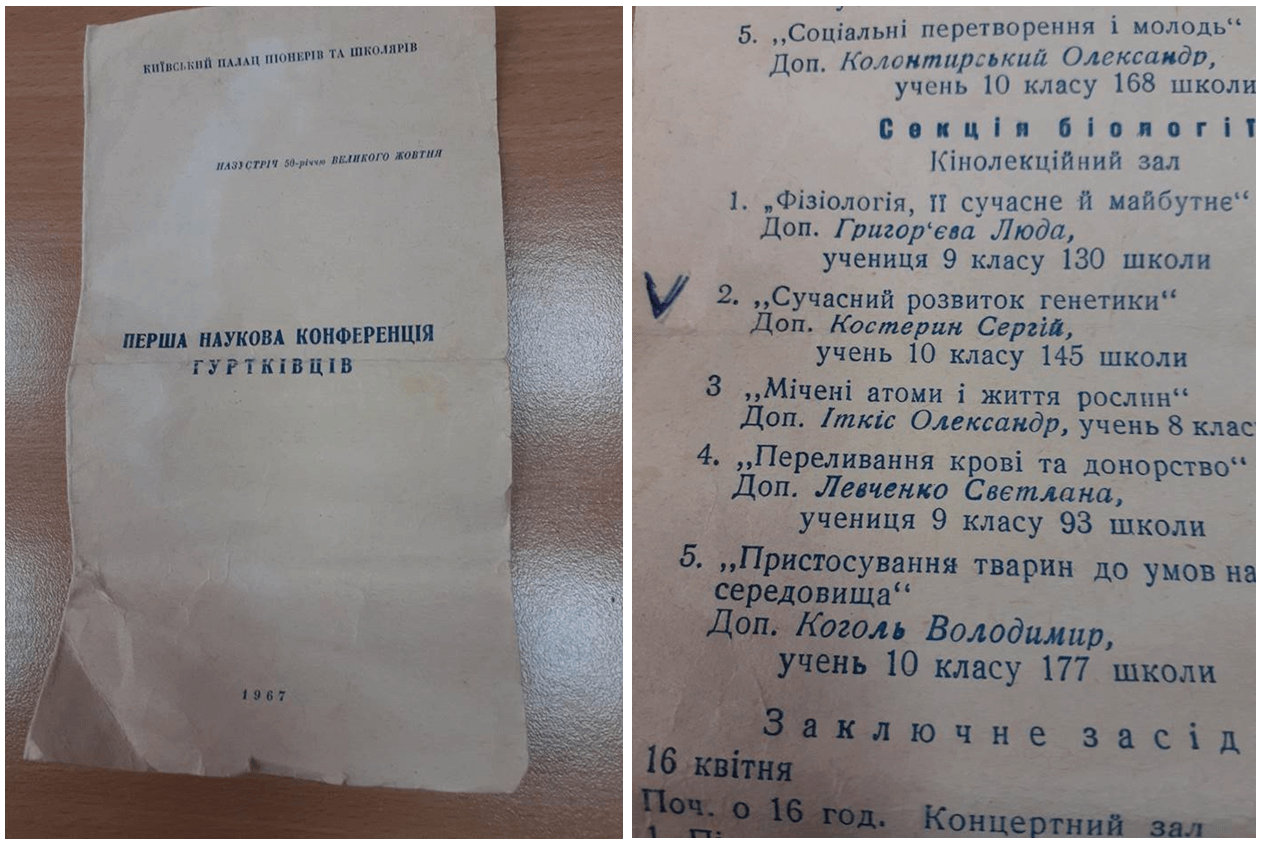 КИЇВСЬКИЙ ПАЛАЦ ПІОНЕРІВ ТА ШКОЛЯРІВ
НАЗУСТРІЧ 50-річчю ВЕЛИКОГО ЖОВТНЯ
ПЕРША НАУКОВА КОНФЕРЕНЦІЯ
ГУРТКІВЦІВ
1967
5. „Соціальні перетворення і молодь“
Доп. Колонтирський Олександр,
учень 10 класу 168 школи
Секція біології
Кінолекційний зал
1. „Фізіологія, її сучасне й майбутнє“
Доп. Григор‘єва Люда,
учениця 9 класу 130 школи
2. „Сучасний розвиток генетики“
Доп. Костерин Сергій,
учень 10 класу 145 школи
3 „Мічені атоми і життя рослин“
Доп. Іткіс Олександр, учень 8 клас
4. „Переливання крові та донорство“
Доп. Левченко Свєтлана,
учениця 9 класу 93 школи
5. „Пристосування тварин до умов на
середовища“
Доп. Коголь Володимир,
учень 10 класу 177 школи
Заключне засід
16 квітня
Поч. о 16 год. Концертний зал